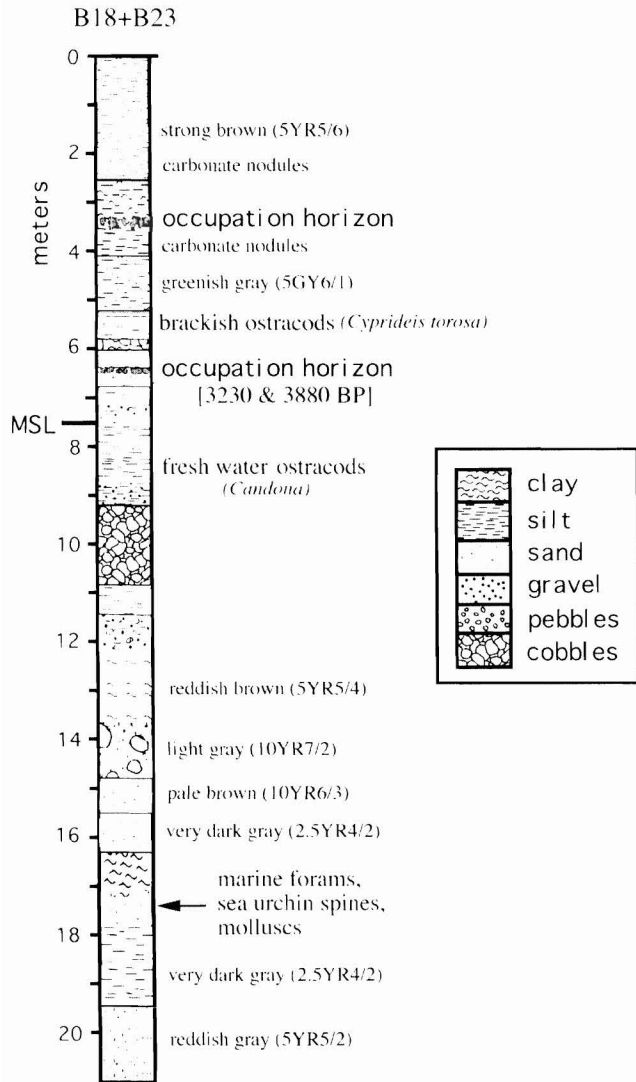 B18+B23
0
strong brown (5YR5/6)
2
carbonate nodules
meters
occupation horizon
carbonate nodules
4
greenish gray (5GY6/1)
brackish ostracods (Cyprideis torosa)
6
occupation horizon
[3230 & 3880 BP]
MSL
8
fresh water ostracods
(Candona)
clay
silt
sand
gravel
pebbles
cobbles
10
12
reddish brown (5YR5/4)
14
light gray (10YR7/2)
pale brown (10YR6/3)
16
very dark gray (2.5YR4/2)
marine forams,
sea urchin spines,
molluscs
18
very dark gray (2.5YR4/2)
20
reddish gray (5YR5/2)